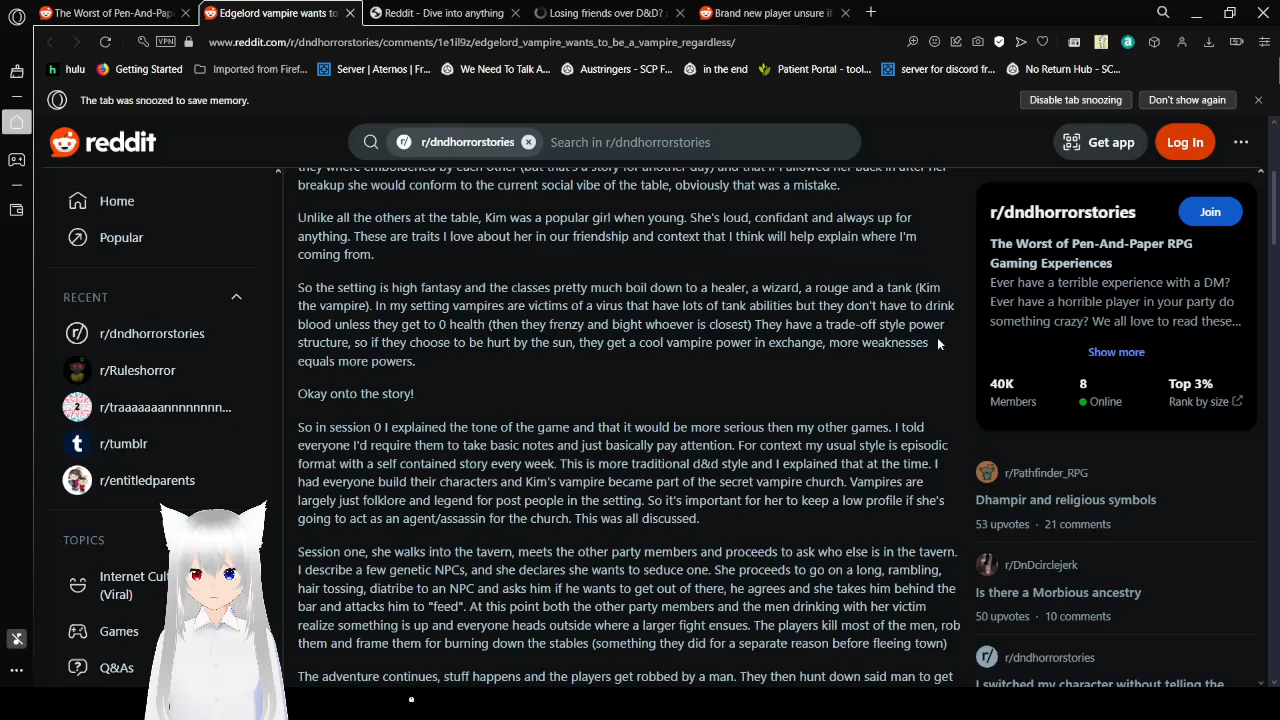 The Worst of Pen-And-Pape
Edgelord vampire wants to
Reddit - Dive into anything
Losing friends over D&D?
Brand new player unsure if
VPN
www.reddit.com/r/dndhorrorstories/comments/1e1il9z/edgelord_vampire_wants_to_be_a_vampire_regardless/
hulu
Getting Started
Imported from Firef...
Server | Aternos | Fr...
We Need To Talk A...
Austringers - SCP F...
in the end
Patient Portal - tool...
server for discord fr...
No Return Hub - SC...
The tab was snoozed to save memory.
Disable tab snoozing
Don't show again
reddit
r/dndhorrorstories
Search in r/dndhorrorstories
Get app
Log In
Home
Popular
RECENT
r/dndhorrorstories
r/Ruleshorror
r/traaaaaaannnnnnnn...
r/tumblr
r/entitledparents
TOPICS
Internet Cul
(Viral)
Games
Q&As
they where emboldened by each other (but that's a story for another day) and that if I allowed her back in after her
breakup she would conform to the current social vibe of the table, obviously that was a mistake.
Unlike all the others at the table, Kim was a popular girl when young. She's loud, confidant and always up for
anything. These are traits I love about her in our friendship and context that I think will help explain where I'm
coming from.
So the setting is high fantasy and the classes pretty much boil down to a healer, a wizard, a rouge and a tank (Kim
the vampire). In my setting vampires are victims of a virus that have lots of tank abilities but they don't have to drink
blood unless they get to 0 health (then they frenzy and bight whoever is closest) They have a trade-off style power
structure, so if they choose to be hurt by the sun, they get a cool vampire power in exchange, more weaknesses
equals more powers.
Okay onto the story!
So in session 0 I explained the tone of the game and that it would be more serious then my other games. I told
everyone I'd require them to take basic notes and just basically pay attention. For context my usual style is episodic
format with a self contained story every week. This is more traditional d&d style and I explained that at the time. I
had everyone build their characters and Kim's vampire became part of the secret vampire church. Vampires are
largely just folklore and legend for post people in the setting. So it's important for her to keep a low profile if she's
going to act as an agent/assassin for the church. This was all discussed.
Session one, she walks into the tavern, meets the other party members and proceeds to ask who else is in the tavern.
I describe a few genetic NPCs, and she declares she wants to seduce one. She proceeds to go on a long, rambling,
hair tossing, diatribe to an NPC and asks him if he wants to get out of there, he agrees and she takes him behind the
bar and attacks him to "feed". At this point both the other party members and the men drinking with her victim
realize something is up and everyone heads outside where a larger fight ensues. The players kill most of the men, rob
them and frame them for burning down the stables (something they did for a separate reason before fleeing town)
The adventure continues, stuff happens and the players get robbed by a man. They then hunt down said man to get
r/dndhorrorstories
Join
The Worst of Pen-And-Paper RPG
Gaming Experiences
Ever have a terrible experience with a DM?
Ever have a horrible player in your party do
something crazy? We all love to read these...
Show more
40K
Members
8
Online
Top 3%
Rank by size
r/Pathfinder_RPG
Dhampir and religious symbols
53 upvotes · 21 comments
r/DnDcirclejerk
Is there a Morbious ancestry
50 upvotes · 10 comments
r/dndhorrorstories
I switched my character without telling the